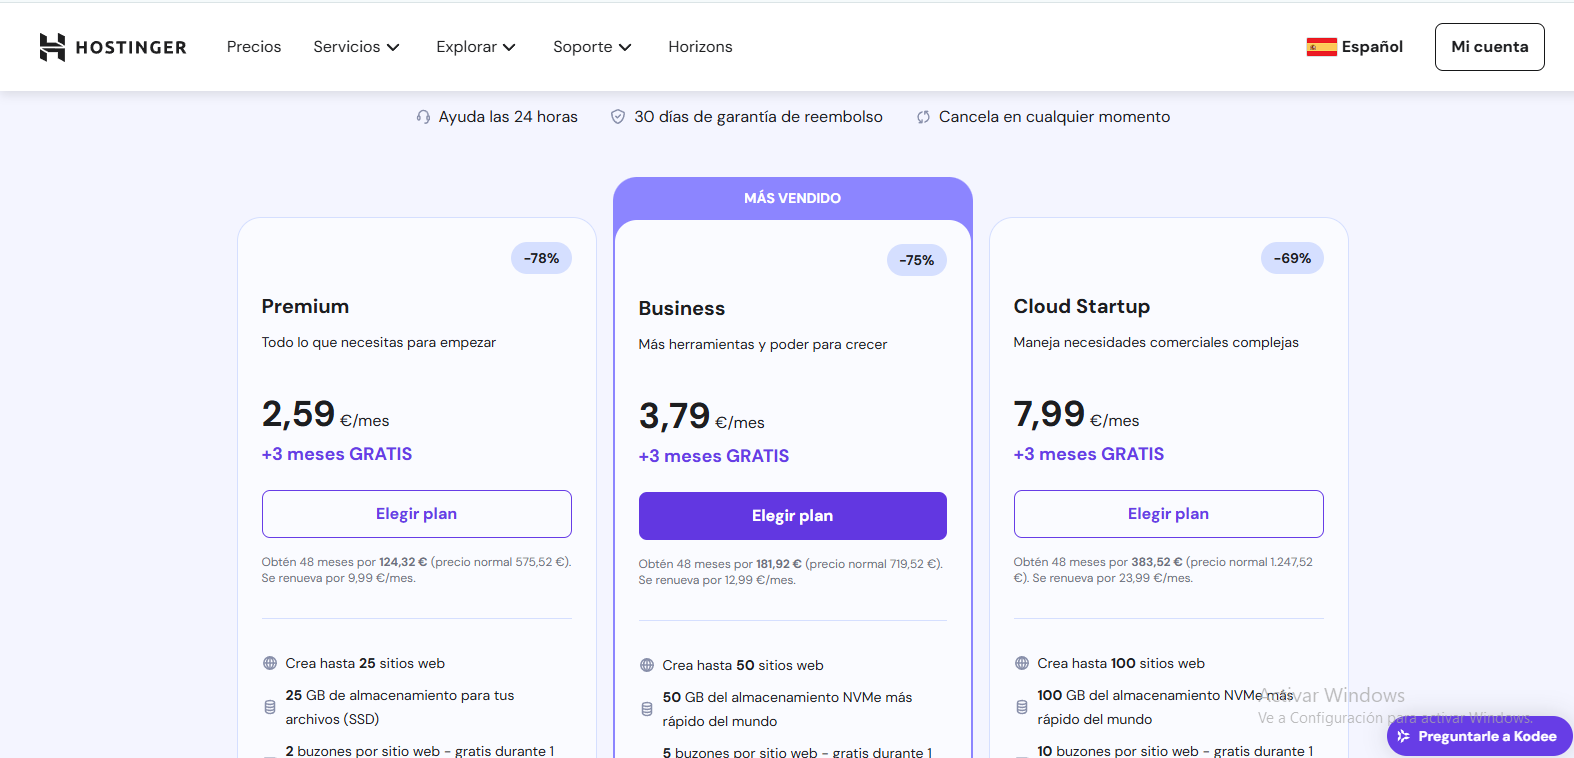 HOSTINGER
Precios
Servicios
Explorar
Soporte
Horizons
Español
Mi cuenta
Ayuda las 24 horas
30 días de garantía de reembolso
Cancela en cualquier momento
-78%
Premium
Todo lo que necesitas para empezar
2,59 €/mes
+3 meses GRATIS
Elegir plan
Obtén 48 meses por 124,32 € (precio normal 575,52 €).
Se renueva por 9,99 €/mes.
Crea hasta 25 sitios web
25 GB de almacenamiento para tus
archivos (SSD)
2 buzones por sitio web - gratis durante 1
MÁS VENDIDO
-75%
Business
Más herramientas y poder para crecer
3,79 €/mes
+3 meses GRATIS
Elegir plan
Obtén 48 meses por 181,92 € (precio normal 719,52 €).
Se renueva por 12,99 €/mes.
Crea hasta 50 sitios web
50 GB del almacenamiento NVMe más
rápido del mundo
5 buzones por sitio web - gratis durante 1
-69%
Cloud Startup
Maneja necesidades comerciales complejas
7,99 €/mes
+3 meses GRATIS
Elegir plan
Obtén 48 meses por 383,52 € (precio normal 1.247,52
€). Se renueva por 23,99 €/mes.
Crea hasta 100 sitios web
100 GB del almacenamiento NVMe más
rápido del mundo
10 buzones por sitio web - gratis durante 1
Activar Windows
Ve a Configuración para activar Windows.
Preguntarle a Kodee